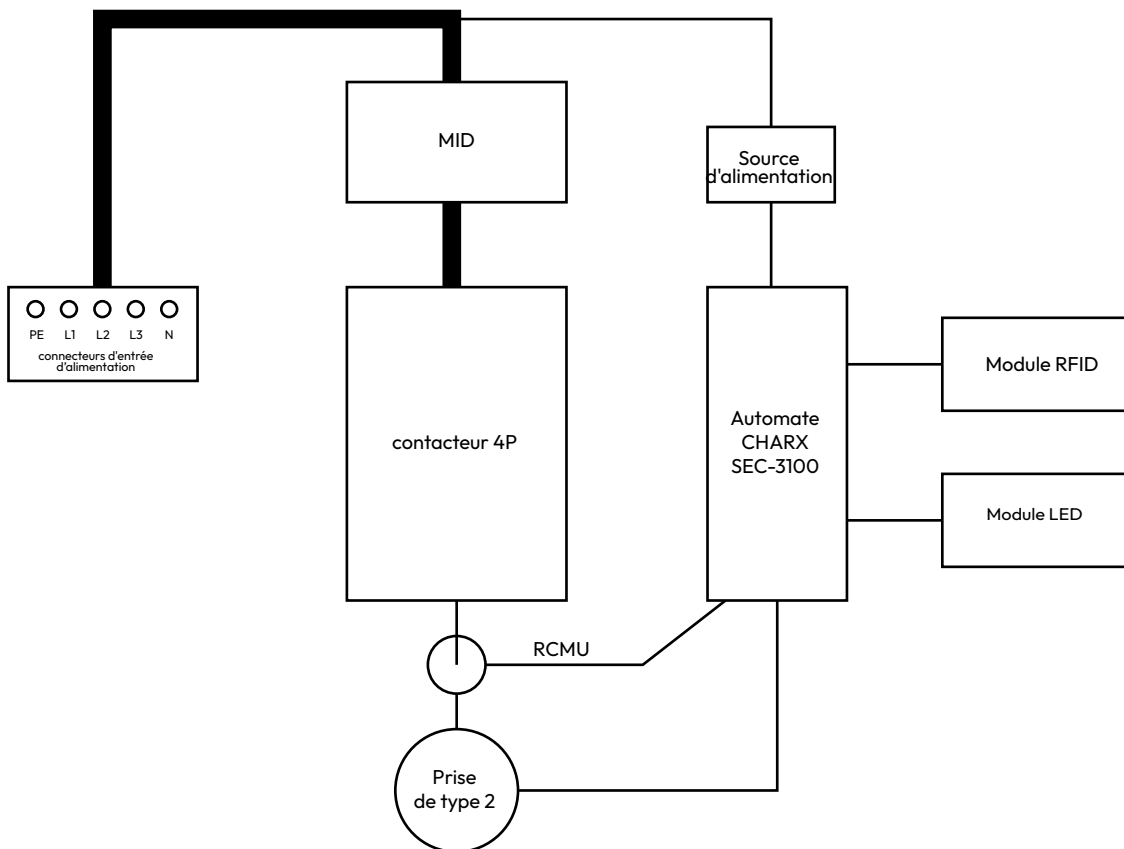 MID
Source
d'alimentation
PE L1 L2 L3 N
connecteurs d'entrée
d'alimentation
contacteur 4P
Automate
CHARX
SEC-3100
Module RFID
Module LED
RCMU
Prise
de type 2